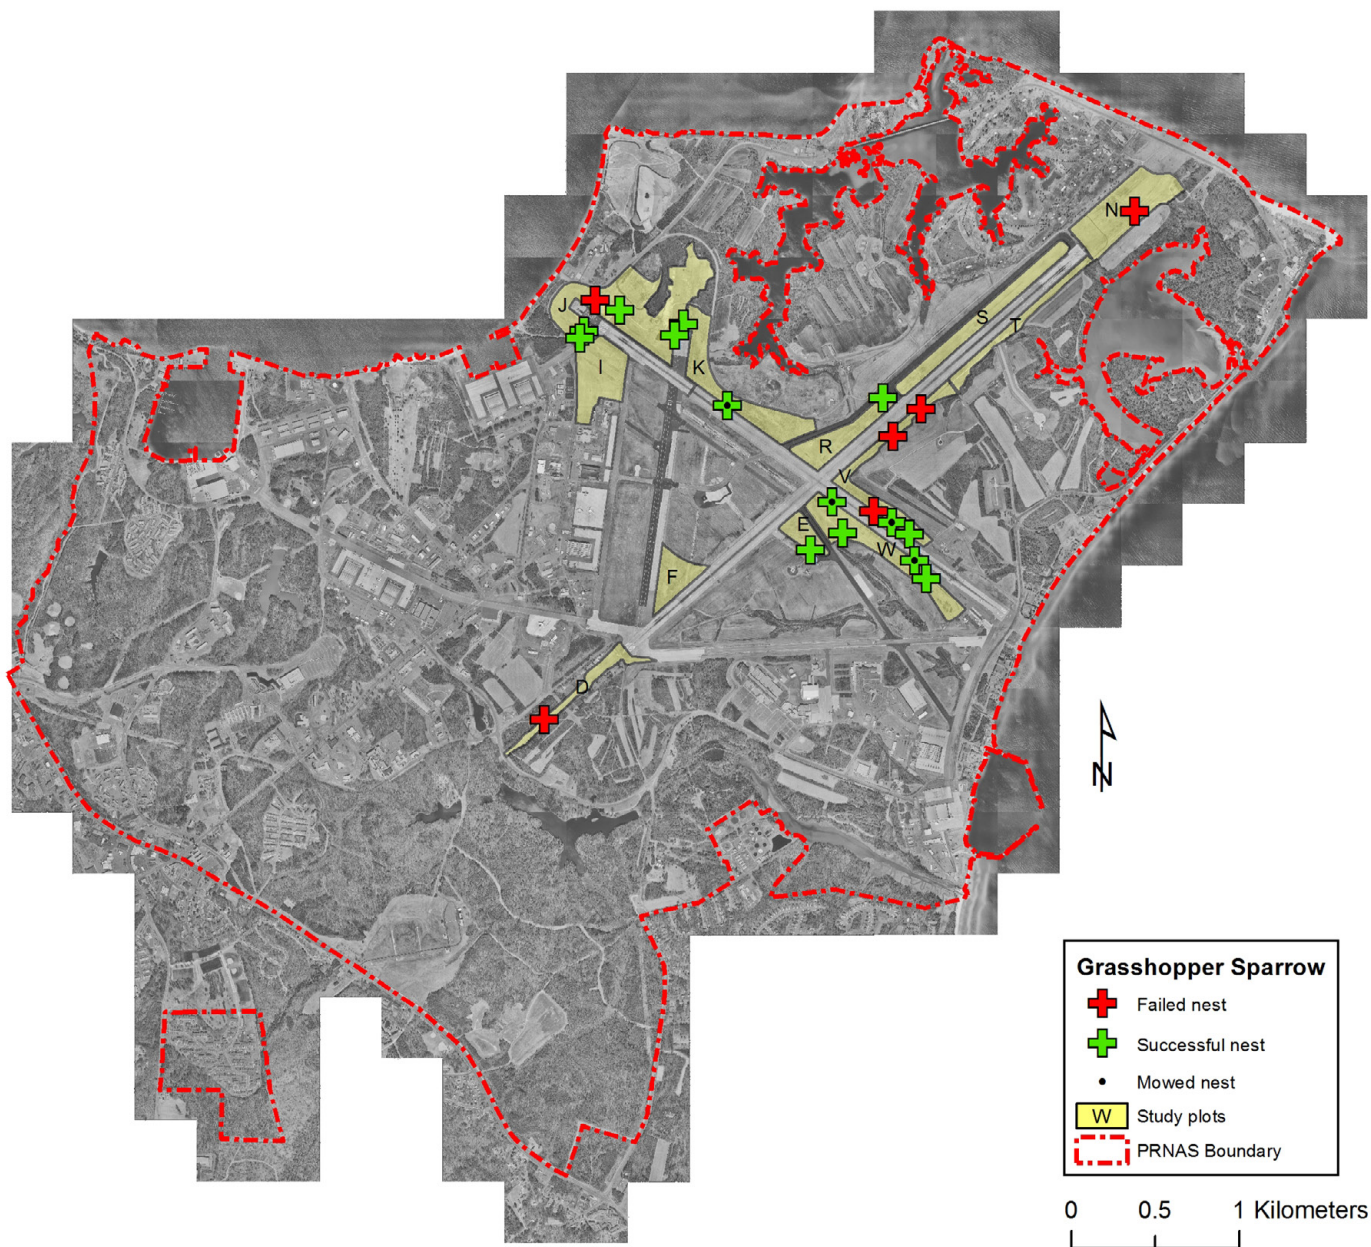 N
J
S
T
I
K
R
V
E
W
F
D
N
Grasshopper Sparrow
Failed nest
Successful nest
Mowed nest
W Study plots
PRNAS Boundary
0 0.5 1 Kilometers